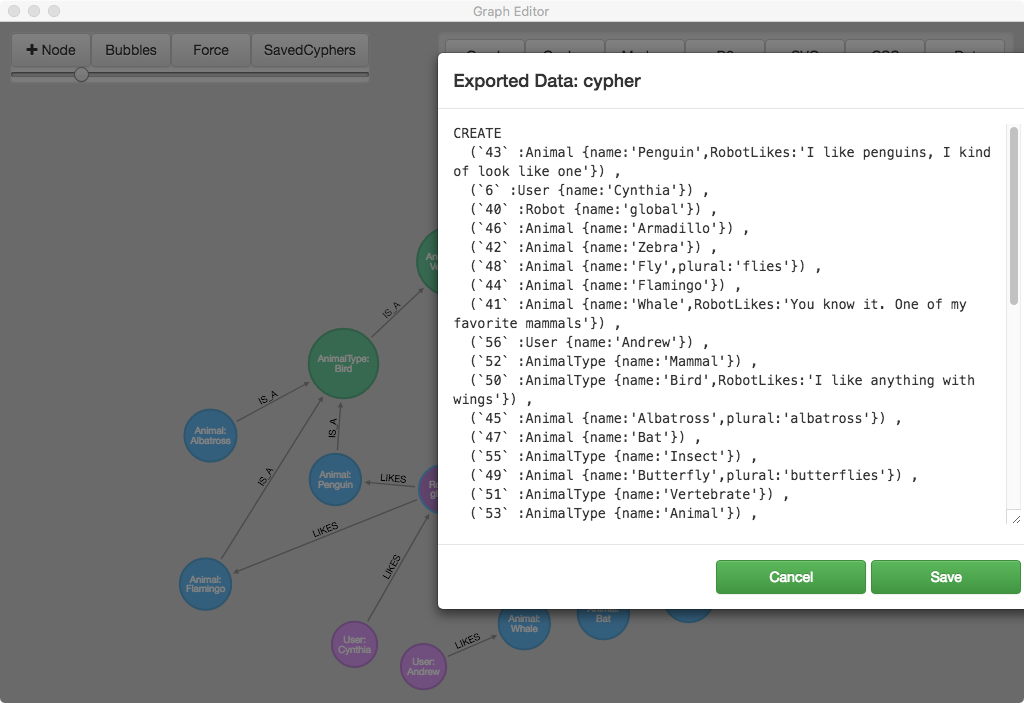 Graph Editor
+ Node
Bubbles
Force
SavedCyphers
Exported Data: cypher
CREATE
(`43` :Animal {name:'Penguin',RobotLikes:'I like penguins, I kind
of look like one'}) ,
(`6` :User {name:'Cynthia'}) ,
(`40` :Robot {name:'global'}) ,
(`46` :Animal {name:'Armadillo'}) ,
(`42` :Animal {name:'Zebra'}) ,
(`48` :Animal {name:'Fly',plural:'flies'}) ,
(`44` :Animal {name:'Flamingo'}) ,
(`41` :Animal {name:'Whale',RobotLikes:'You know it. One of my
favorite mammals'}) ,
(`56` :User {name:'Andrew'}) ,
(`52` :AnimalType {name:'Mammal'}) ,
(`50` :AnimalType {name:'Bird',RobotLikes:'I like anything with
wings'}) ,
(`45` :Animal {name:'Albatross',plural:'albatross'}) ,
(`47` :Animal {name:'Bat'}) ,
(`55` :AnimalType {name:'Insect'}) ,
(`49` :Animal {name:'Butterfly',plural:'butterflies'}) ,
(`51` :AnimalType {name:'Vertebrate'}) ,
(`53` :AnimalType {name:'Animal'}) ,
Cancel
Save
IS_A
AnimalType:
Bird
IS_A
Animal:
Albatross
IS_A
IS_A
Animal:
Penguin
LIKES
LIKES
LIKES
Animal:
Flamingo
User:
Cynthia
User:
Andrew
LIKES
Animal:
Whale
Bat